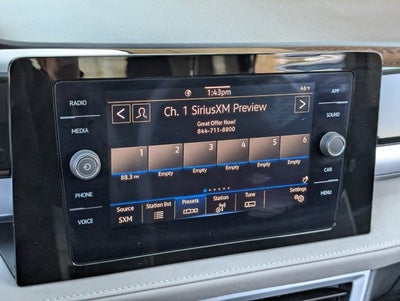 1:43pm
46°F
RADIO
MEDIA
PHONE
VOICE
APP
SOUND
CAR
MENU
Ch. 1 SiriusXM Preview
Great Offer Now!
844-711-8800
1 2 3 4 5 6
88.3 Empty Empty Empty Empty Empty
Source Station list Presets Station Tune Settings
SXM